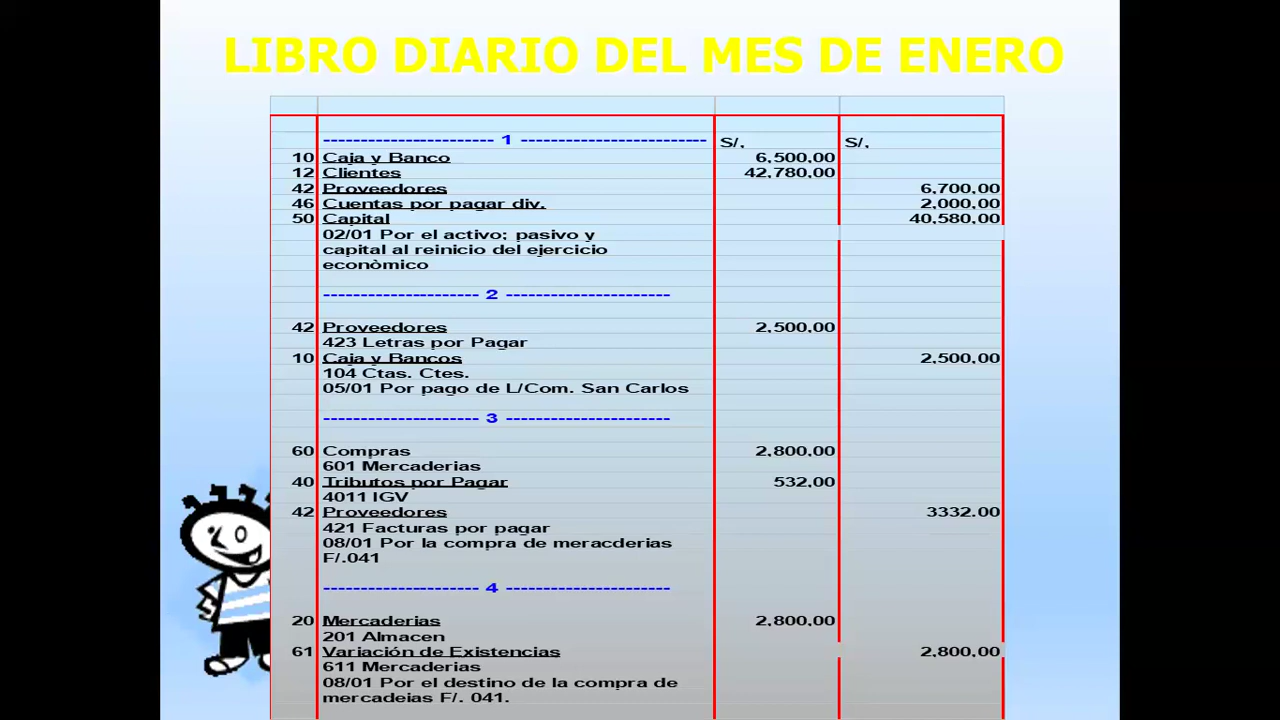 LIBRO DIARIO DEL MES DE ENERO
---------------------- 1 ------------------------ S/. S/.
10 Caja y Banco 6,500,00
12 Clientes 42,780,00
42 Proveedores 6,700,00
46 Cuentas por pagar div. 2,000,00
50 Capital 40,580,00
02/01 Por el activo; pasivo y
capital al reinicio del ejercicio
econòmico
-------------------- 2 ---------------------
42 Proveedores 2,500,00
423 Letras por Pagar
10 Caja y Bancos 2,500,00
104 Ctas. Ctes.
05/01 Por pago de L/Com. San Carlos
-------------------- 3 ---------------------
60 Compras 2,800,00
601 Mercaderias
40 Tributos por Pagar 532,00
4011 IGV
42 Proveedores 3332.00
421 Facturas por pagar
08/01 Por la compra de meracderias
F/.041
-------------------- 4 ---------------------
20 Mercaderias 2,800,00
201 Almacen
61 Variación de Existencias 2,800,00
611 Mercaderias
08/01 Por el destino de la compra de
mercadeias F/. 041.